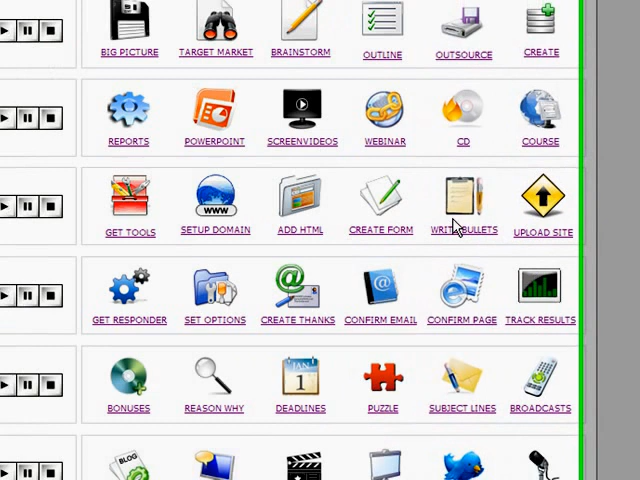 BIG PICTURE TARGET MARKET BRAINSTORM OUTLINE OUTSOURCE CREATE
REPORTS POWERPOINT SCREENVIDEOS WEBINAR CD COURSE
WWW
GET TOOLS SETUP DOMAIN ADD HTML CREATE FORM WRITE BULLETS UPLOAD SITE
GET RESPONDER SET OPTIONS CREATE THANKS CONFIRM EMAIL CONFIRM PAGE TRACK RESULTS
JAN
1
BONUSES REASON WHY DEADLINES PUZZLE SUBJECT LINES BROADCASTS
BLOG